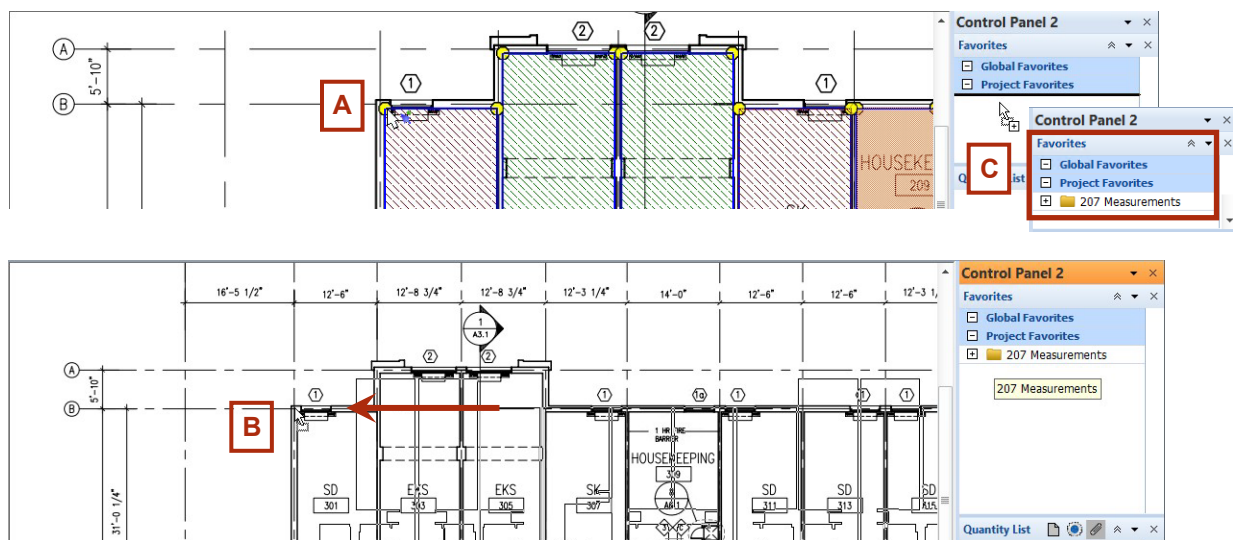 2
2
Control Panel 2
A
Favorites
Global Favorites
Project Favorites
5'-10"
1
1
B
A
Control Panel 2
Favorites
HOUSEKE
C
Global Favorites
Project Favorites
209
207 Measurements
Control Panel 2
16'-5 1/2"
12'-6"
12'-8 3/4"
12'-8 3/4"
12'-3 1/4"
14'-0"
12'-6"
12'-6"
Favorites
Global Favorites
1
A3.1
Project Favorites
2
2
207 Measurements
A
5'-10"
1
1
1a
1
1
1
207 Measurements
B
B
1 HR FIRE
BARRIER
HOUSEKEEPING
309
SD
EKS
EKS
SK
SD
SD
SD
301
303
305
307
311
313
31'-0 1/4"
Quantity List